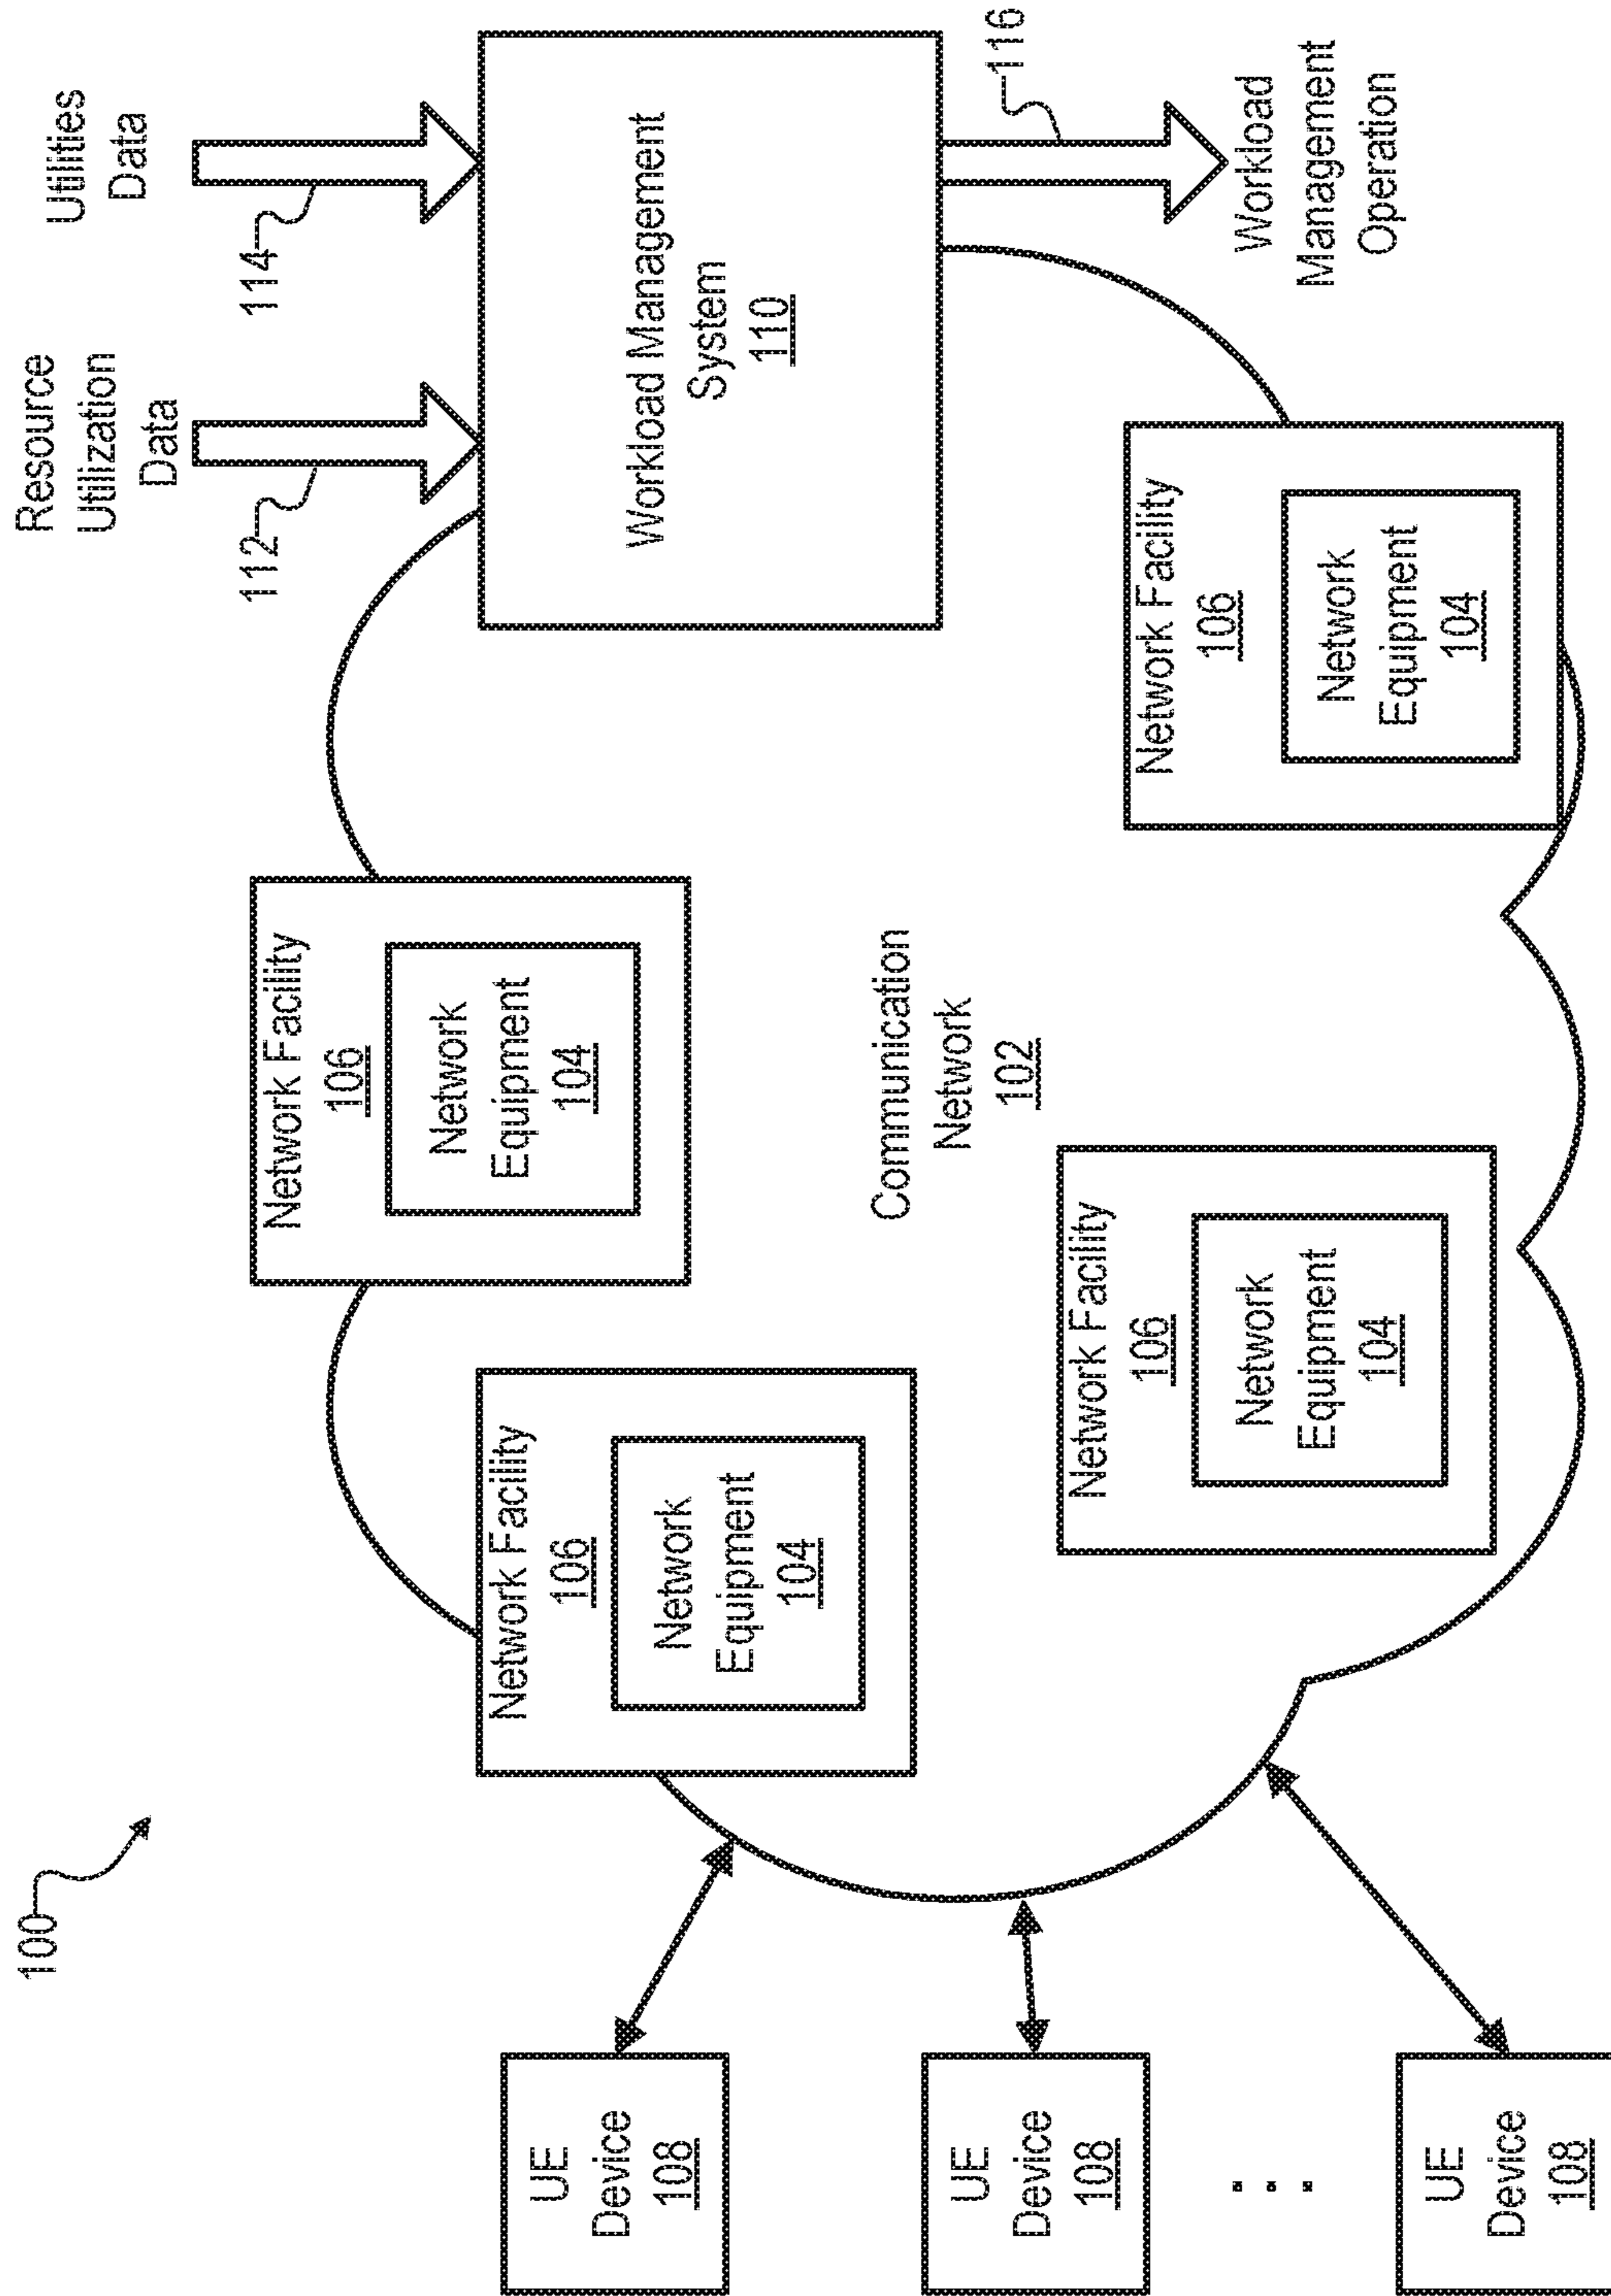 100
Resource
Utilization
Data
112
Utilities
Data
114
Workload Management
System
110
116
Workload
Management
Operation
Network Facility
106
Network
Equipment
104
Network Facility
106
Network
Equipment
104
Communication
Network
102
Network Facility
106
Network
Equipment
104
Network Facility
106
Network
Equipment
104
UE
Device
108
UE
Device
108
...
UE
Device
108